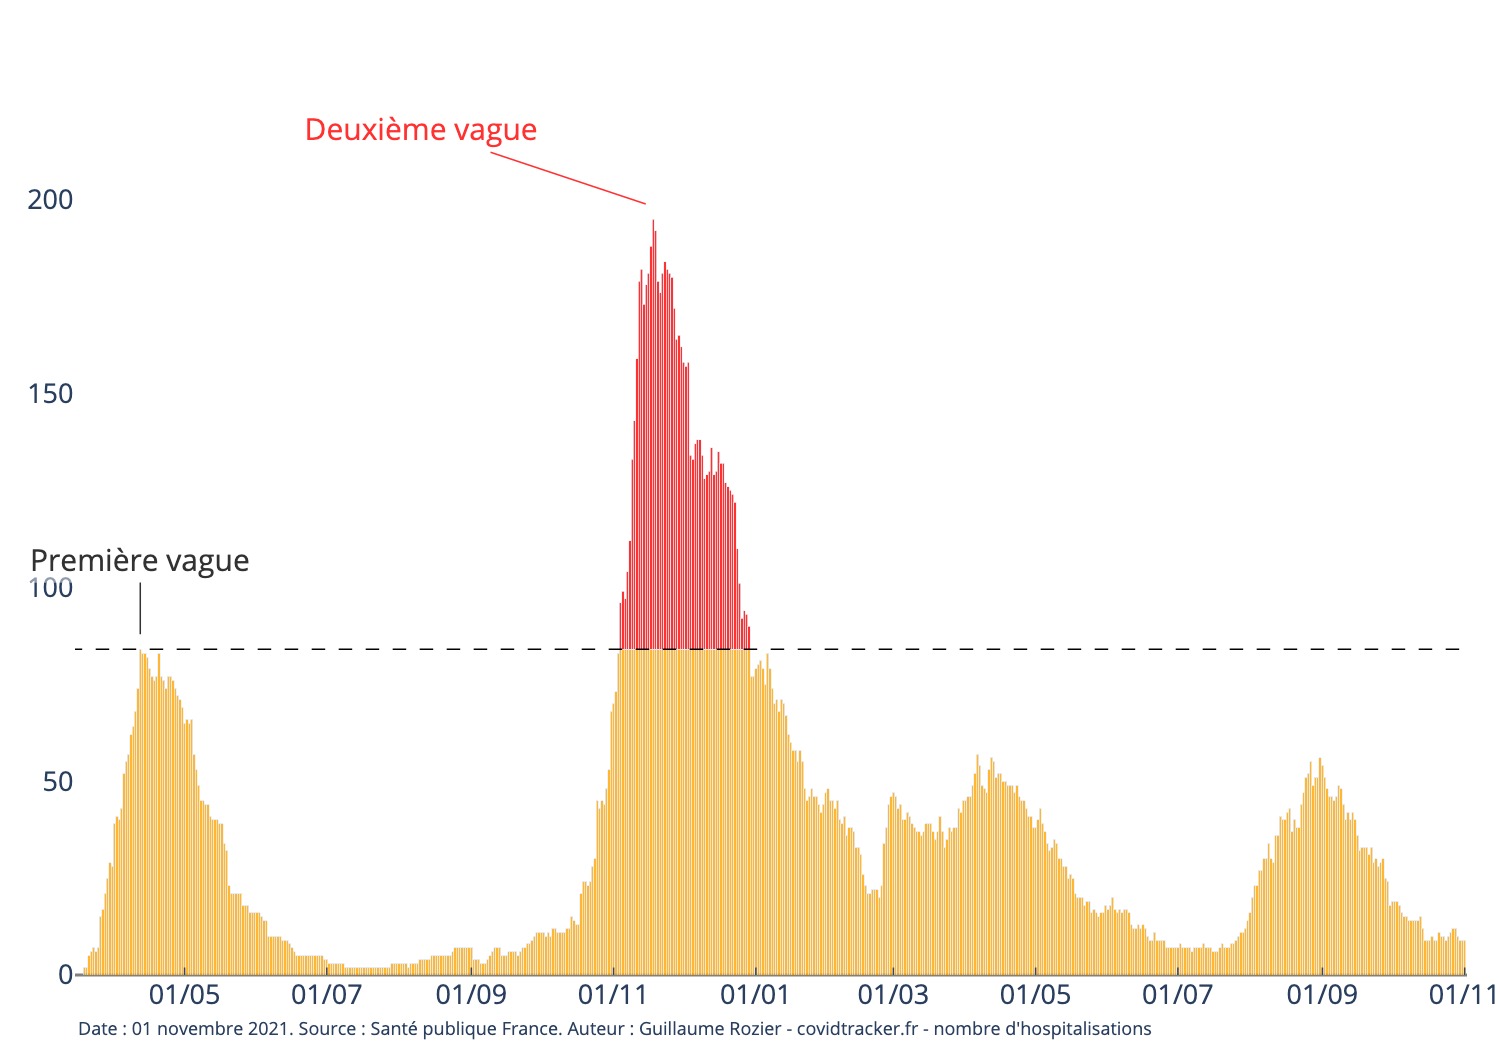 Deuxième vague
200
150
Première vague
100
50
0
01/05 01/07 01/09 01/11 01/01 01/03 01/05 01/07 01/09 01/11
Date : 01 novembre 2021. Source : Santé publique France. Auteur : Guillaume Rozier - covidtracker.fr - nombre d'hospitalisations